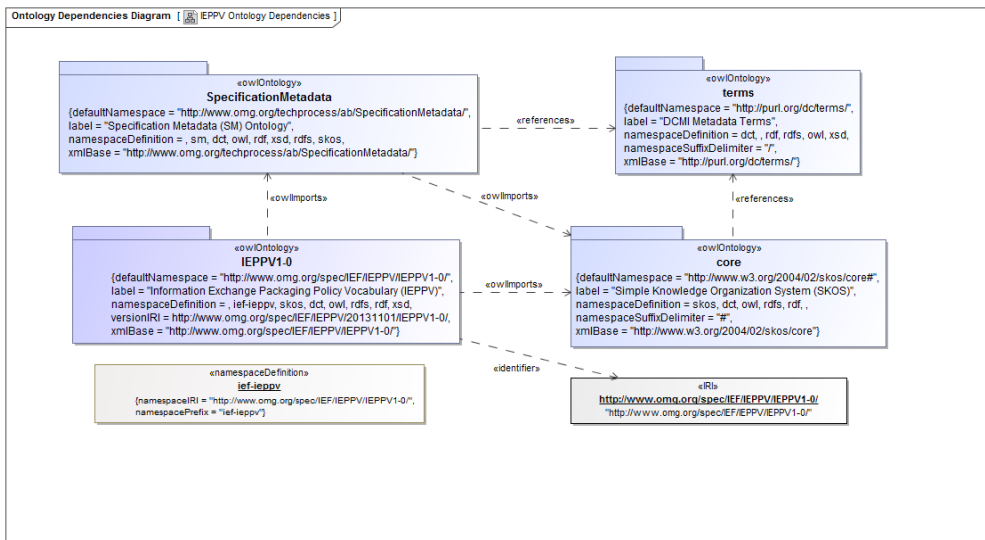 Ontology Dependencies Diagram [ IEPPV Ontology Dependencies ]
«owlOntology»
SpecificationMetadata
{defaultNamespace = "http://www.omg.org/techprocess/ab/SpecificationMetadata/",
label = "Specification Metadata (SM) Ontology",
namespaceDefinition = , sm, dct, owl, rdf, xsd, rdfs, skos,
xmlBase = "http://www.omg.org/techprocess/ab/SpecificationMetadata/"}
«references»
«owlOntology»
terms
{defaultNamespace = "http://purl.org/dc/terms/",
label = "DCMI Metadata Terms",
namespaceDefinition = dct, , rdf, rdfs, owl, xsd,
namespaceSuffixDelimiter = "/",
xmlBase = "http://purl.org/dc/terms/"}
«owlImports»
«owlImports»
«references»
«owlOntology»
IEPPV1-0
{defaultNamespace = "http://www.omg.org/spec/IEF/IEPPV/IEPPV1-0/",
label = "Information Exchange Packaging Policy Vocabulary (IEPPV)",
namespaceDefinition = , ief-ieppv, skos, dct, owl, rdfs, rdf, xsd,
versionIRI = http://www.omg.org/spec/IEF/IEPPV/20131101/IEPPV1-0/,
xmlBase = "http://www.omg.org/spec/IEF/IEPPV/IEPPV1-0/"}
«owlImports»
«owlOntology»
core
{defaultNamespace = "http://www.w3.org/2004/02/skos/core#",
label = "Simple Knowledge Organization System (SKOS)",
namespaceDefinition = skos, dct, owl, rdfs, rdf, ,
namespaceSuffixDelimiter = "#",
xmlBase = "http://www.w3.org/2004/02/skos/core"}
«identifier»
«namespaceDefinition»
ief-ieppv
{namespaceIRI = "http://www.omg.org/spec/IEF/IEPPV/IEPPV1-0/",
namespacePrefix = "ief-ieppv"}
«IRI»
http://www.omg.org/spec/IEF/IEPPV/IEPPV1-0/
"http://www.omg.org/spec/IEF/IEPPV/IEPPV1-0/"